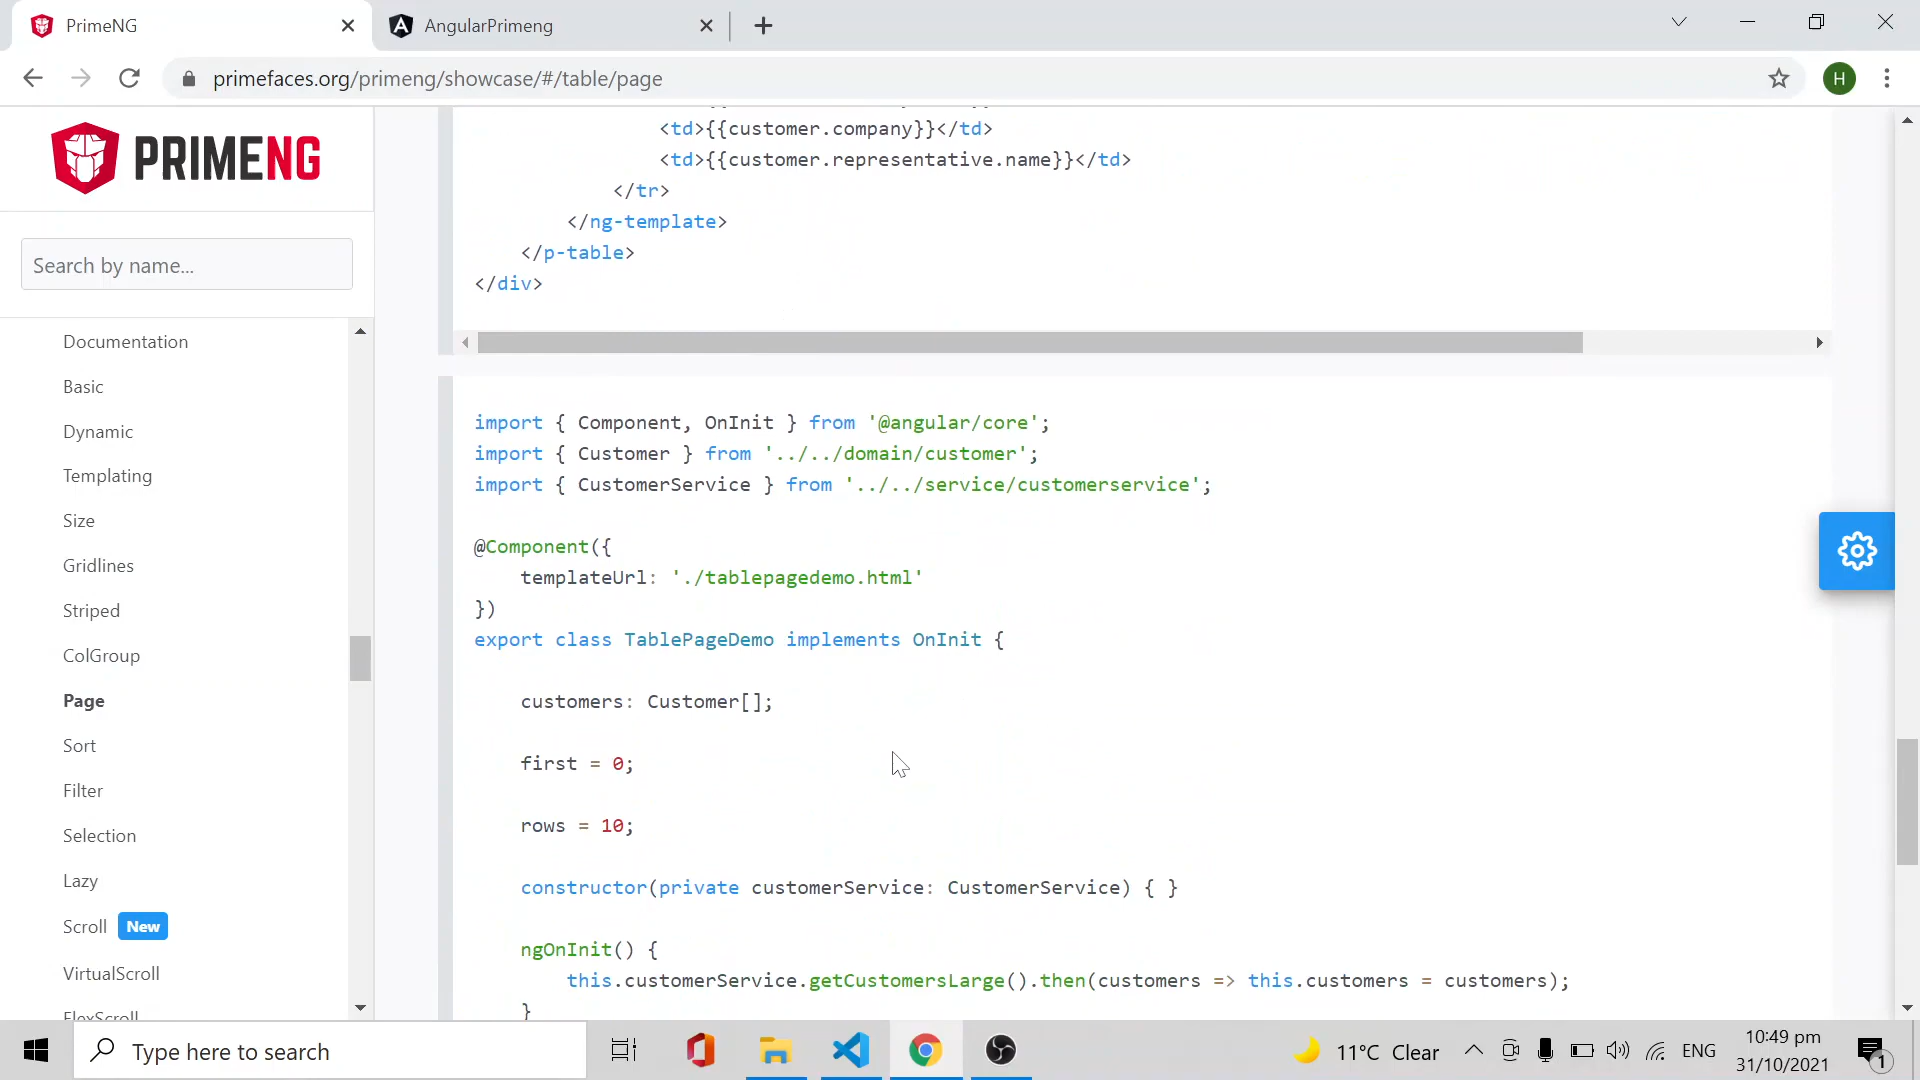 PrimeNG
AngularPrimeng
primefaces.org/primeng/showcase/#/table/page
H
PRIMENG
Search by name...
Documentation
Basic
Dynamic
Templating
Size
Gridlines
Striped
ColGroup
Page
Sort
Filter
Selection
Lazy
Scroll New
VirtualScroll
FlexScroll
<td>{{customer.company}}</td>
<td>{{customer.representative.name}}</td>
</tr>
</ng-template>
</p-table>
</div>
import { Component, OnInit } from '@angular/core';
import { Customer } from '../../domain/customer';
import { CustomerService } from '../../service/customerservice';
@Component({
templateUrl: './tablepagedemo.html'
})
export class TablePageDemo implements OnInit {
customers: Customer[];
first = 0;
rows = 10;
constructor(private customerService: CustomerService) { }
ngOnInit() {
this.customerService.getCustomersLarge().then(customers => this.customers = customers);
}
Type here to search
11°C Clear
ENG
10:49 pm
31/10/2021
1